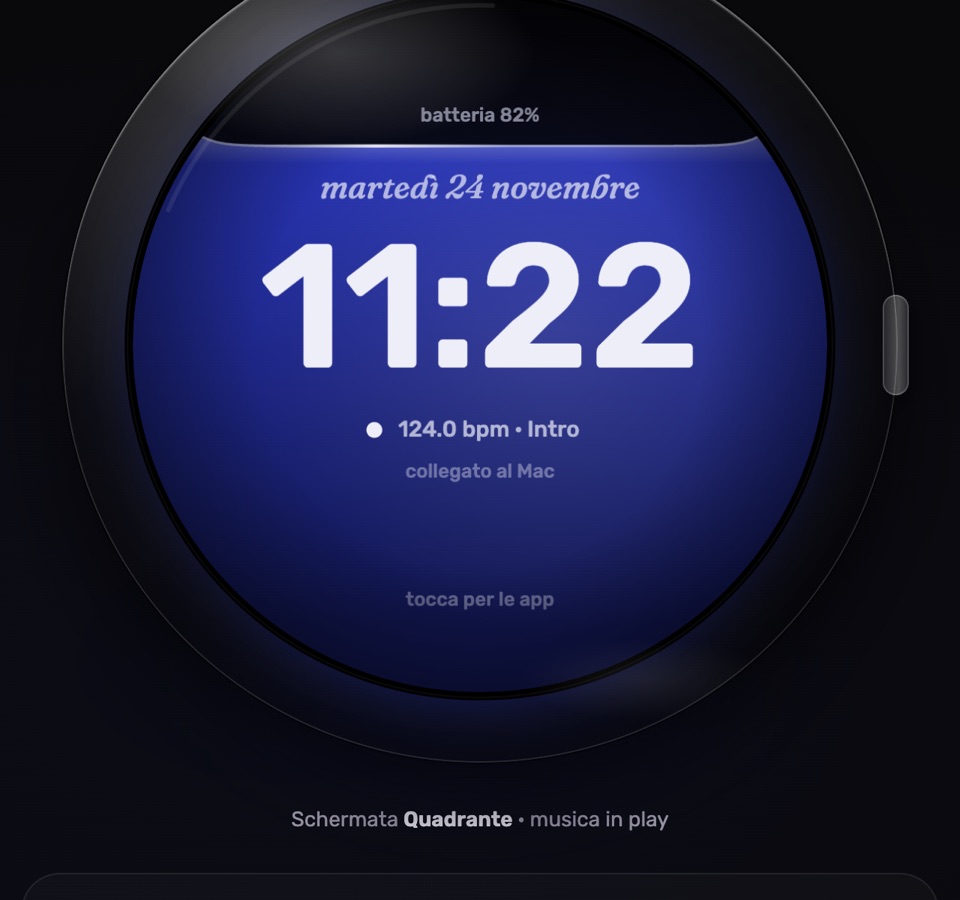 batteria 82%
martedì 24 novembre
11:22
124.0 bpm • Intro
collegato al Mac
tocca per le app
Schermata Quadrante • musica in play